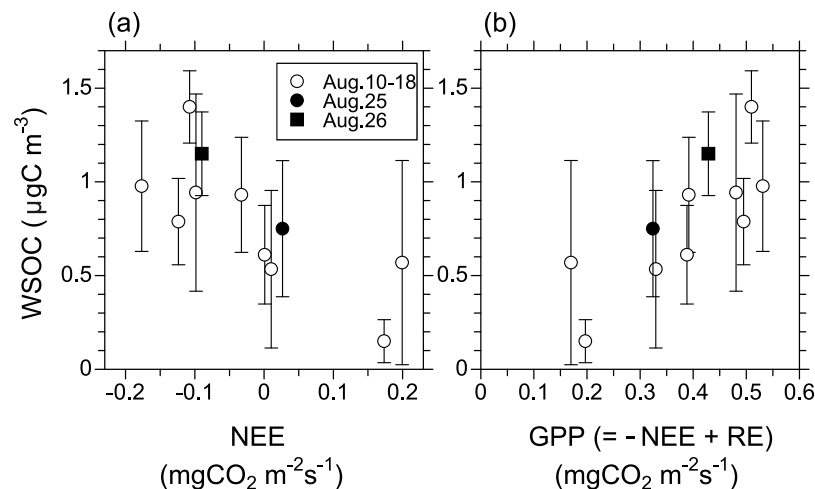 (a)
(b)
WSOC (µgC m⁻³)
1.5
1
0.5
0
Aug.10-18
Aug.25
Aug.26
-0.2 -0.1 0 0.1 0.2
NEE
(mgCO₂ m⁻²s⁻¹)
1.5
1
0.5
0
0 0.1 0.2 0.3 0.4 0.5 0.6
GPP (= - NEE + RE)
(mgCO₂ m⁻²s⁻¹)